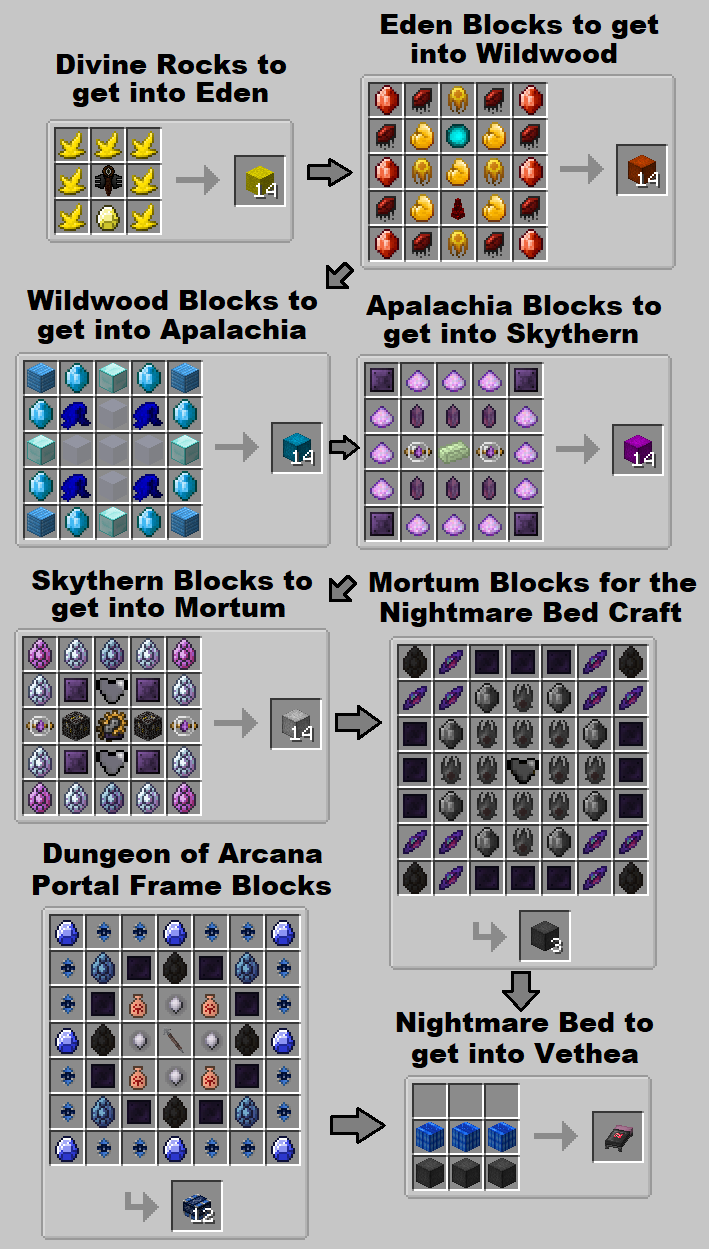 Divine Rocks to
get into Eden
14
Eden Blocks to get
into Wildwood
14
Wildwood Blocks to
get into Apalachia
14
Apalachia Blocks to
get into Skythern
14
Skythern Blocks to
get into Mortum
14
Mortum Blocks for the
Nightmare Bed Craft
3
Dungeon of Arcana
Portal Frame Blocks
12
Nightmare Bed to
get into Vethea